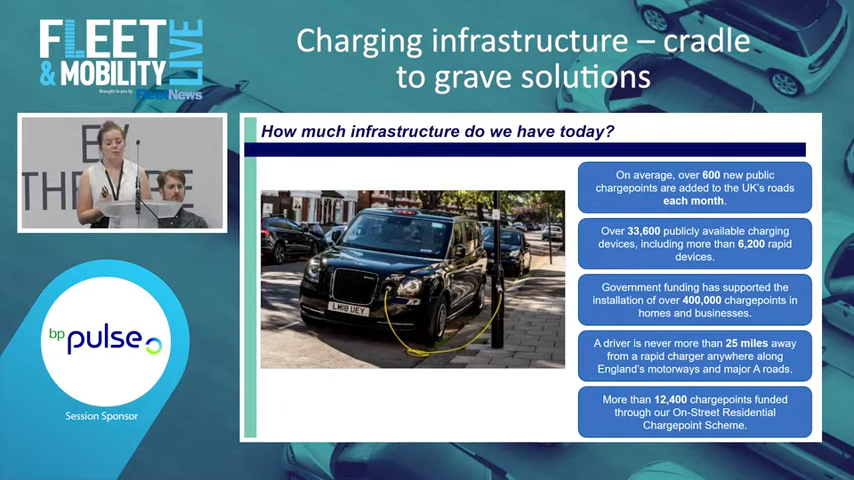 FLEET
& MOBILITY
LIVE
Brought to you by
FleetNews
Charging infrastructure – cradle
to grave solutions
How much infrastructure do we have today?
On average, over 600 new public
chargepoints are added to the UK's roads
each month.
Over 33,600 publicly available charging
devices, including more than 6,200 rapid
devices.
Government funding has supported the
installation of over 400,000 chargepoints in
homes and businesses.
A driver is never more than 25 miles away
from a rapid charger anywhere along
England's motorways and major A roads.
More than 12,400 chargepoints funded
through our On-Street Residential
Chargepoint Scheme.
LM18 UEY
bp
pulse
Session Sponsor